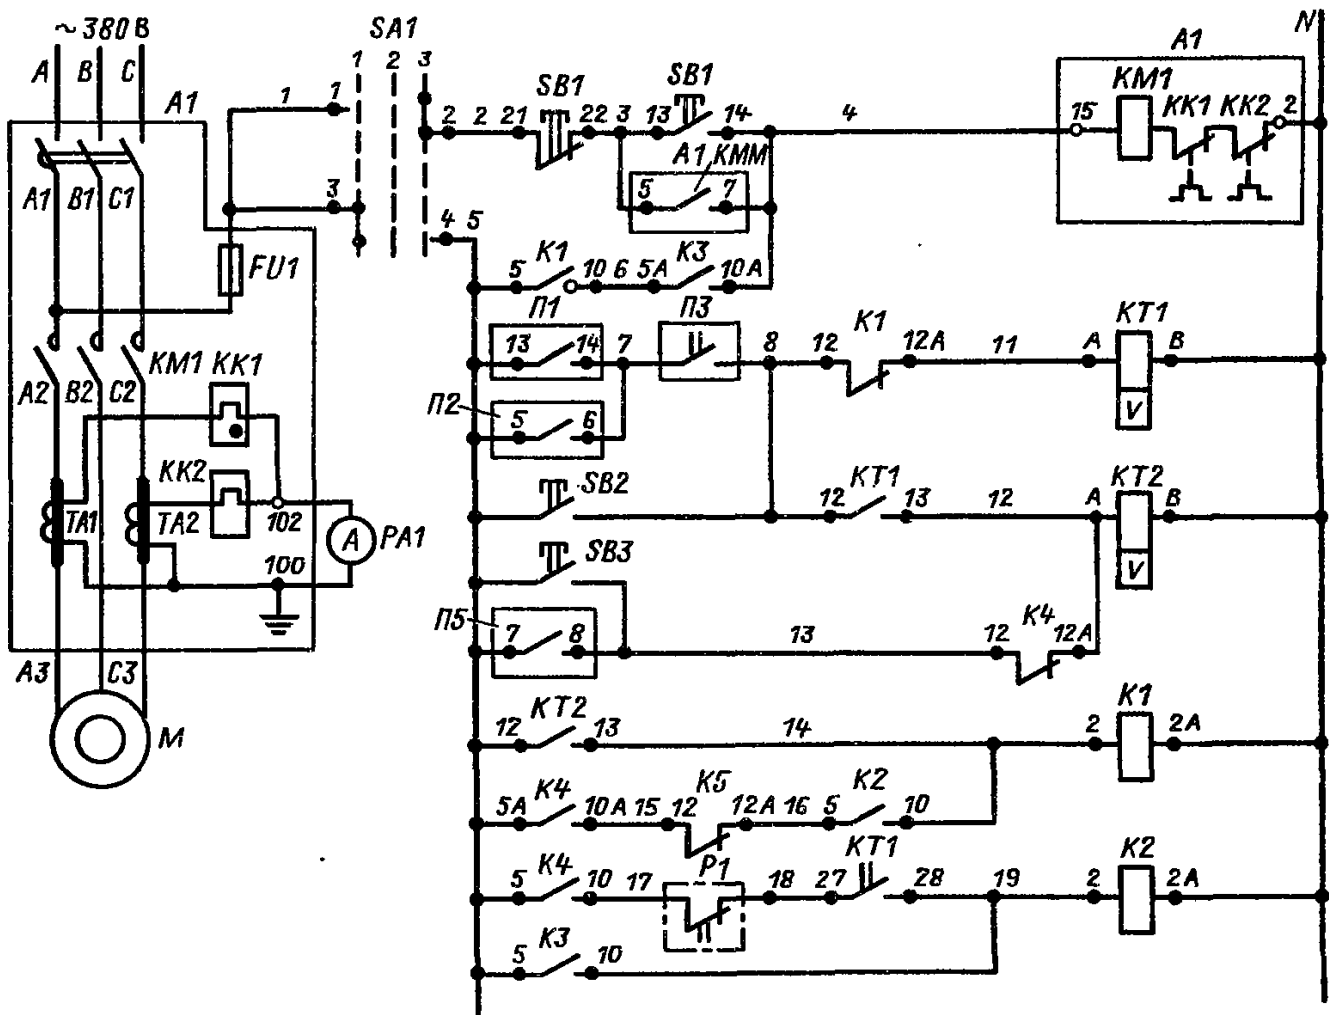 ~380 В
SA1
N
A B C
A1
1 1
1 2 3
SB1
SB1
A1
KM1
KK1 KK2
2 2 21
22 3 13
14
4
15
2
A1 B1 C1
3
A1 KMM
5 7
FU1
4 5
K1
K3
5 10 6 5A 10A
П1
П3
K1
KT1
KM1 KK1
13 14 7
8 12 12A 11 A B
V
A2 B2 C2
П2
5 6
KK2
SB2
KT1
KT2
12 13 12 A B
TA1 TA2
102
A
PA1
SB3
V
100
П5
7 8
13
K4
12 12A
A3 C3
M
KT2
K1
12 13
14
2 2A
K4
K5
K2
5A 10A 15 12 12A 16 5 10
K4
P1
KT1
K2
5 10 17
18 27 28 19
2 2A
K3
5 10